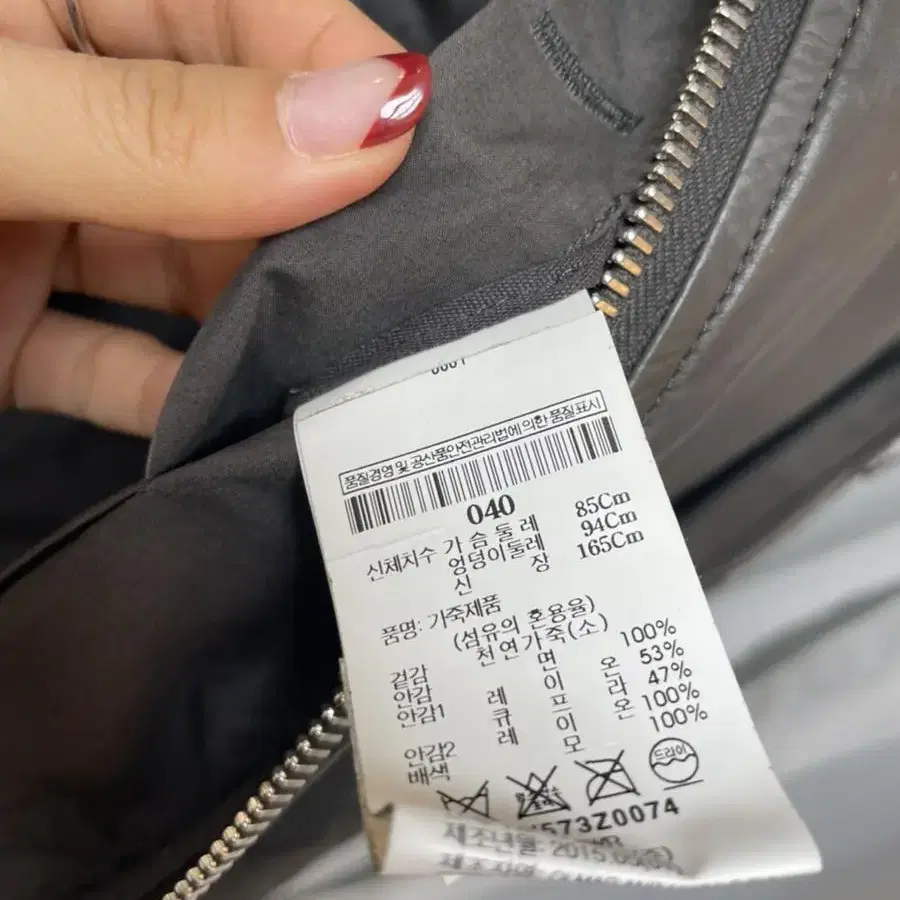 0001
품질경영 및 공산품안전관리법에 의한 품질표시
040
신체치수 가슴둘레 85Cm
엉덩이둘레 94Cm
신장 165Cm
품명: 가죽제품
(섬유의 혼용율)
겉감 천연가죽(소) 100%
안감 면 53%
안감1 레이온 47%
안감2 큐프라 100%
배색 레이온 100%
드라이
573Z0074
제조년월: 2015.06